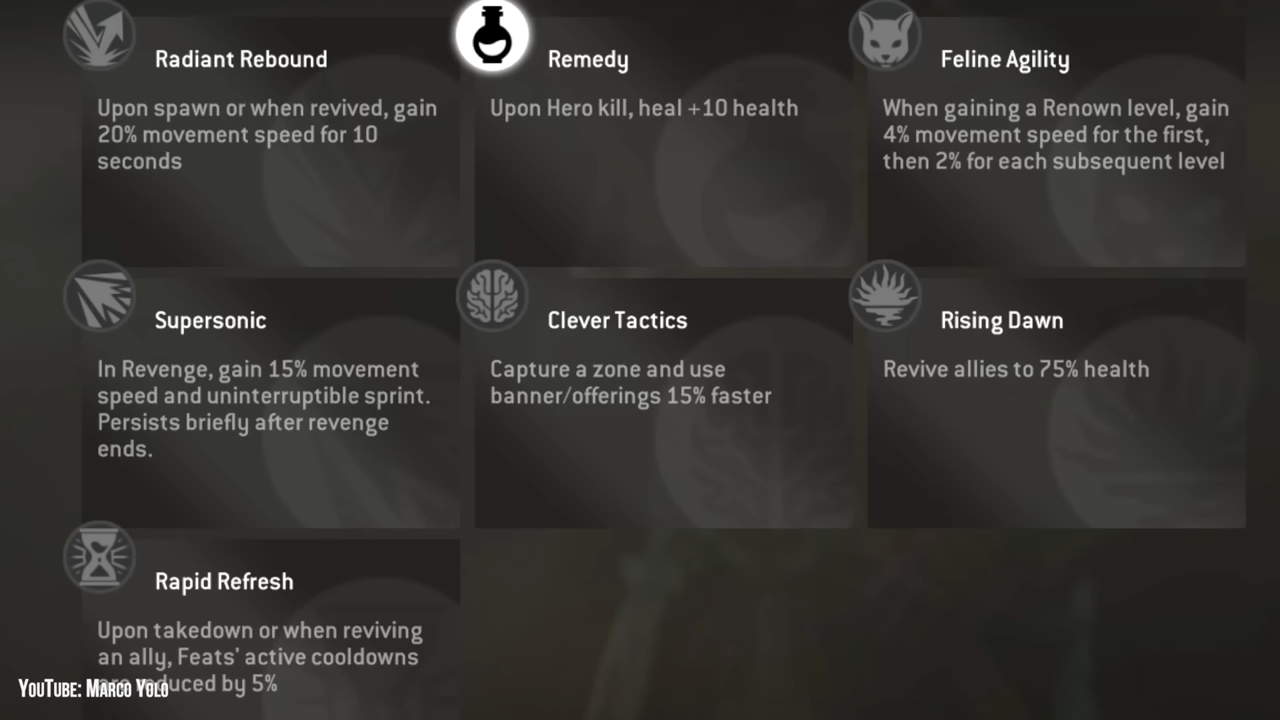 Radiant Rebound
Upon spawn or when revived, gain
20% movement speed for 10
seconds
Remedy
Upon Hero kill, heal +10 health
Feline Agility
When gaining a Renown level, gain
4% movement speed for the first,
then 2% for each subsequent level
Supersonic
In Revenge, gain 15% movement
speed and uninterruptible sprint.
Persists briefly after revenge
ends.
Clever Tactics
Capture a zone and use
banner/offerings 15% faster
Rising Dawn
Revive allies to 75% health
Rapid Refresh
Upon takedown or when reviving
an ally, Feats' active cooldowns
are reduced by 5%
YouTube: Marco Yolo